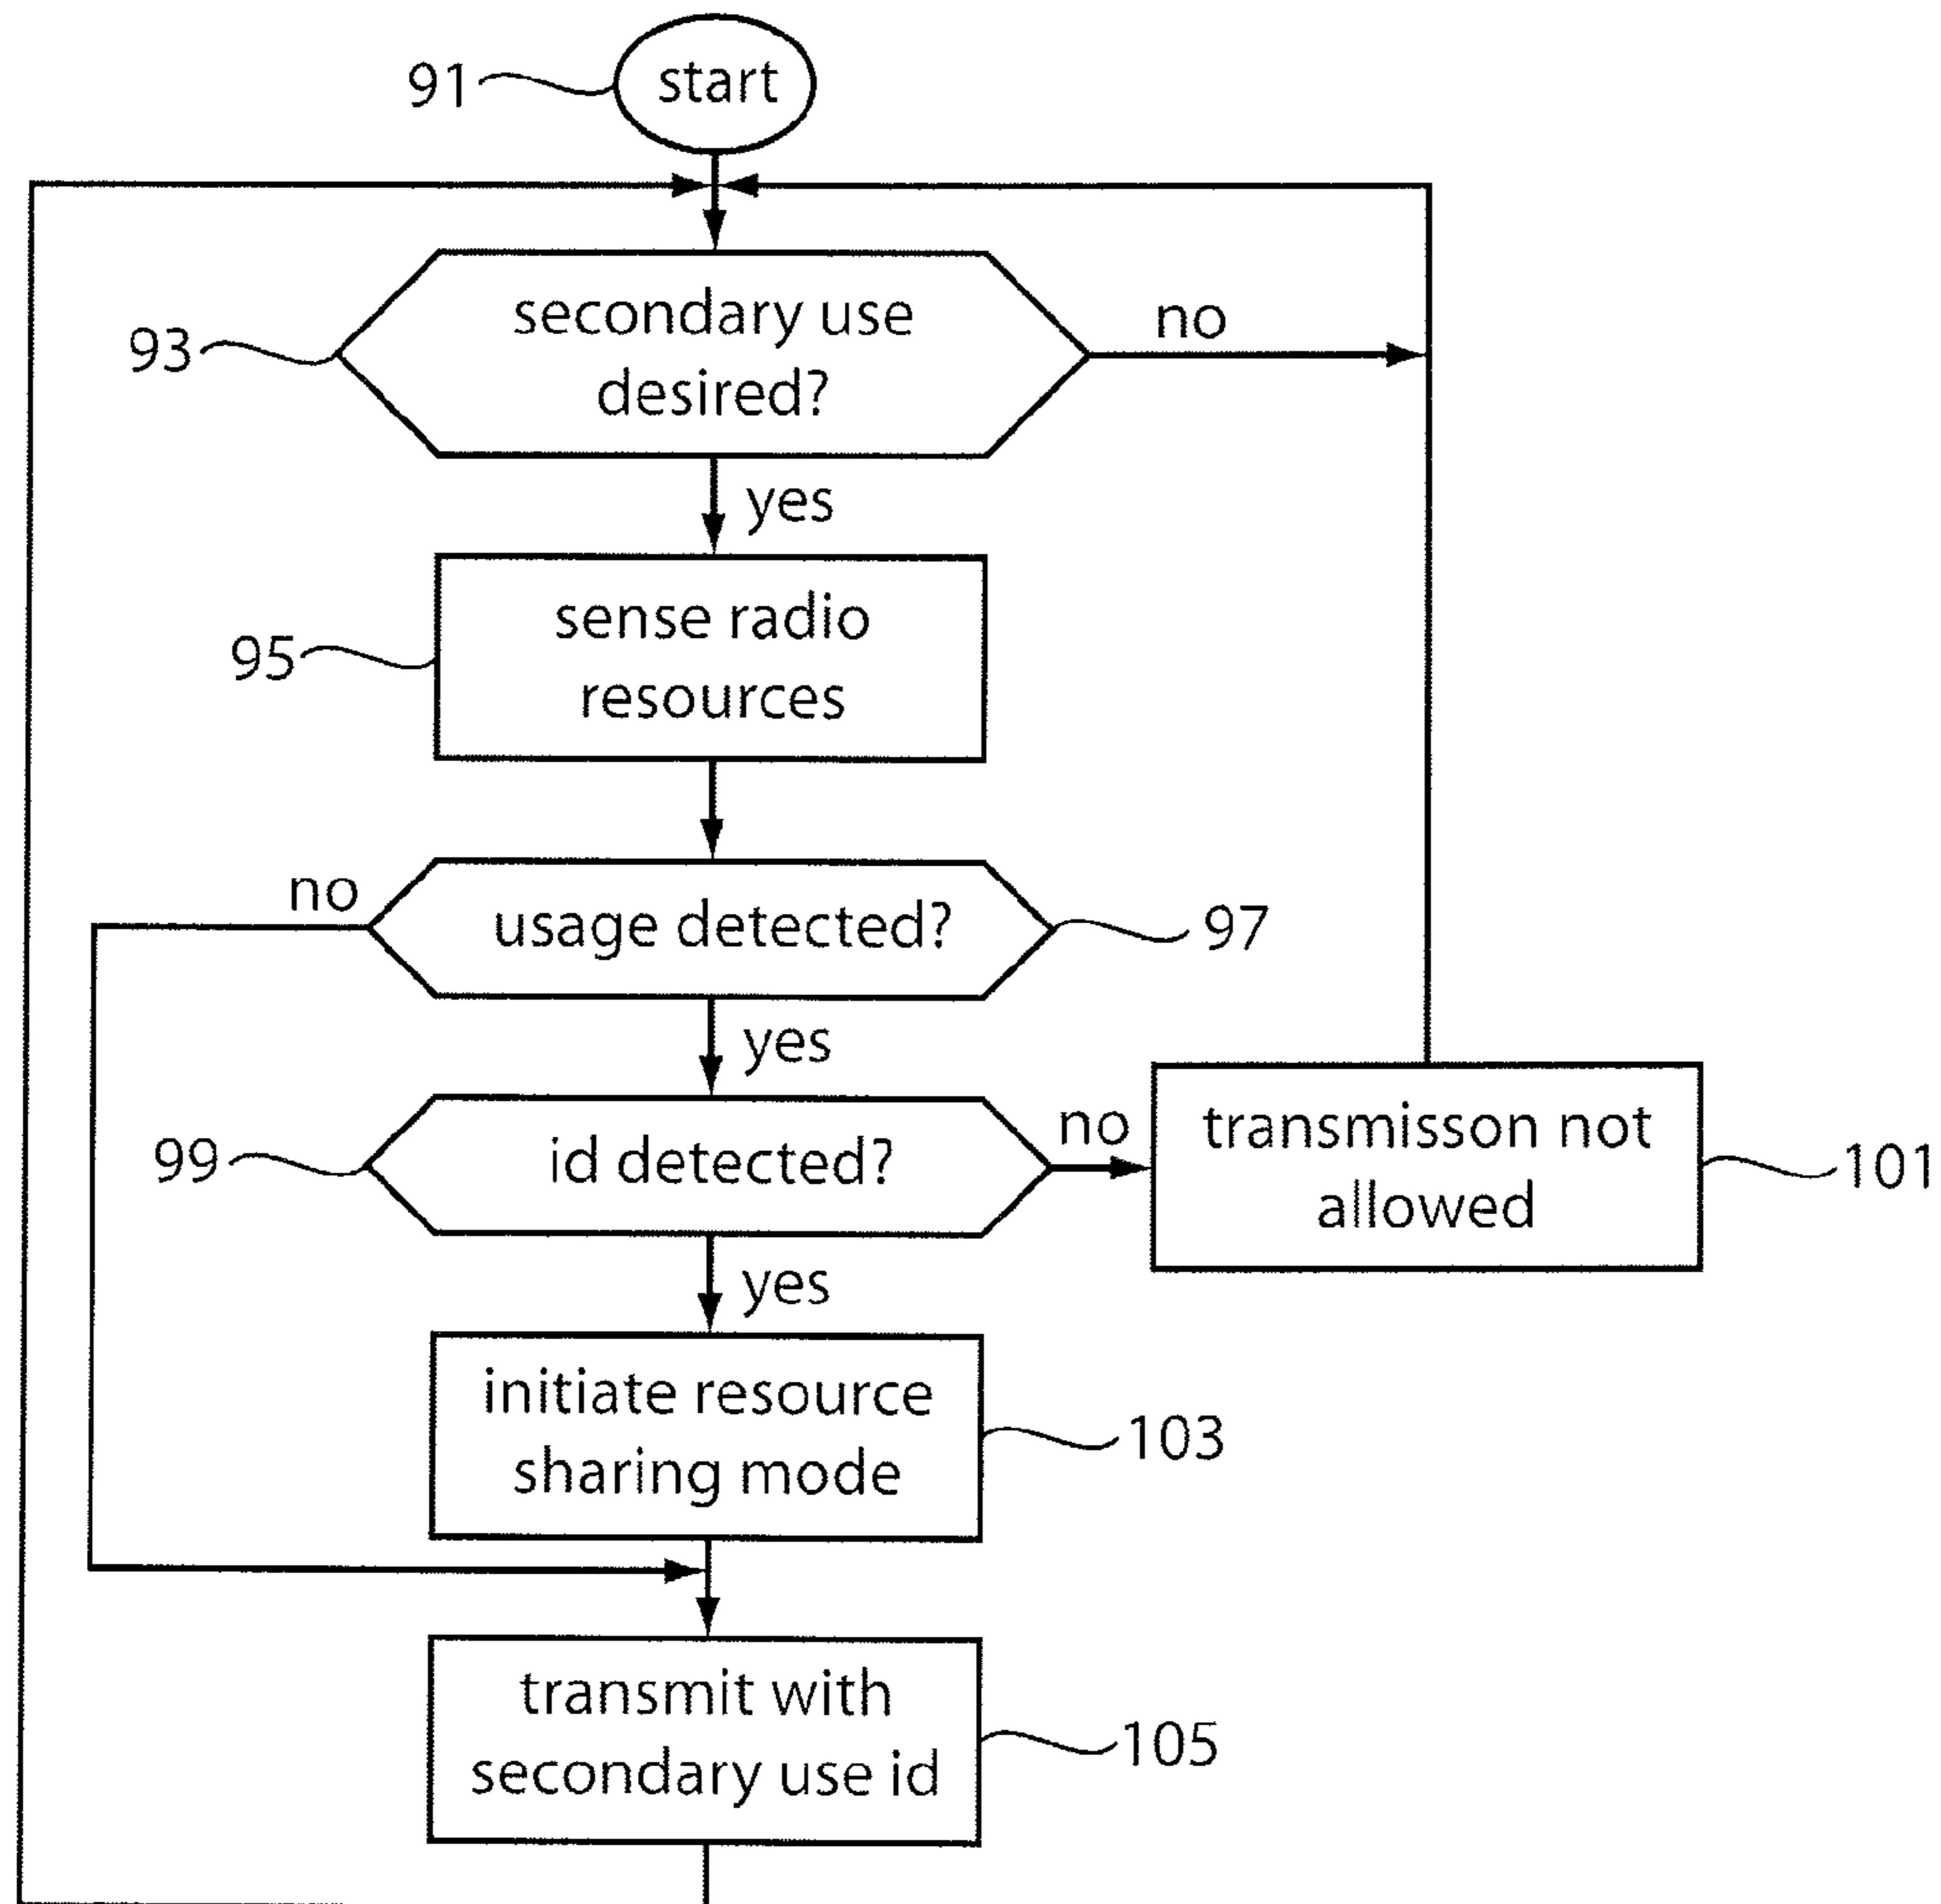 91
start
93
secondary use
desired?
no
yes
95
sense radio
resources
no
usage detected?
97
yes
99
id detected?
no
transmisson not
allowed
101
yes
initiate resource
sharing mode
103
transmit with
secondary use id
105